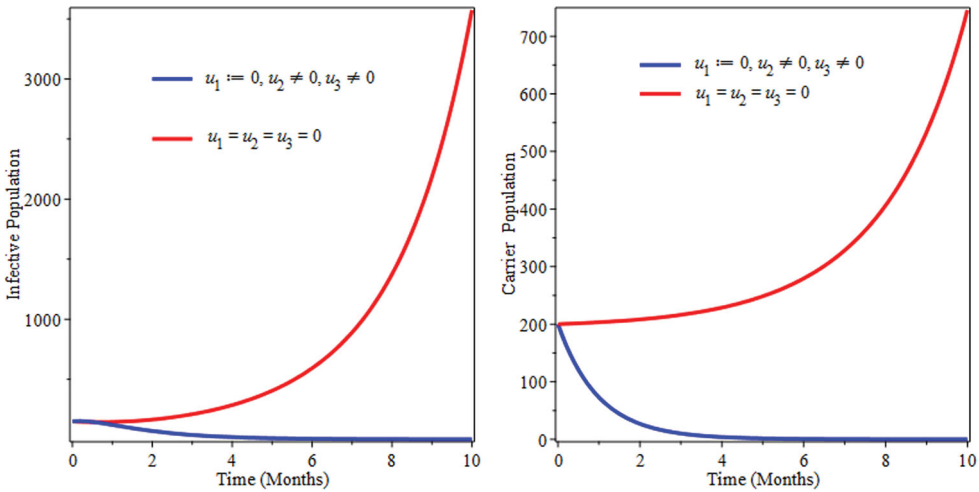 Infective Population
3000
2000
1000
u₁ := 0, u₂ ≠ 0, u₃ ≠ 0
u₁ = u₂ = u₃ = 0
0 2 4 6 8 10
Time (Months)
Carrier Population
700
600
500
400
300
200
100
0
u₁ := 0, u₂ ≠ 0, u₃ ≠ 0
u₁ = u₂ = u₃ = 0
0 2 4 6 8 10
Time (Months)